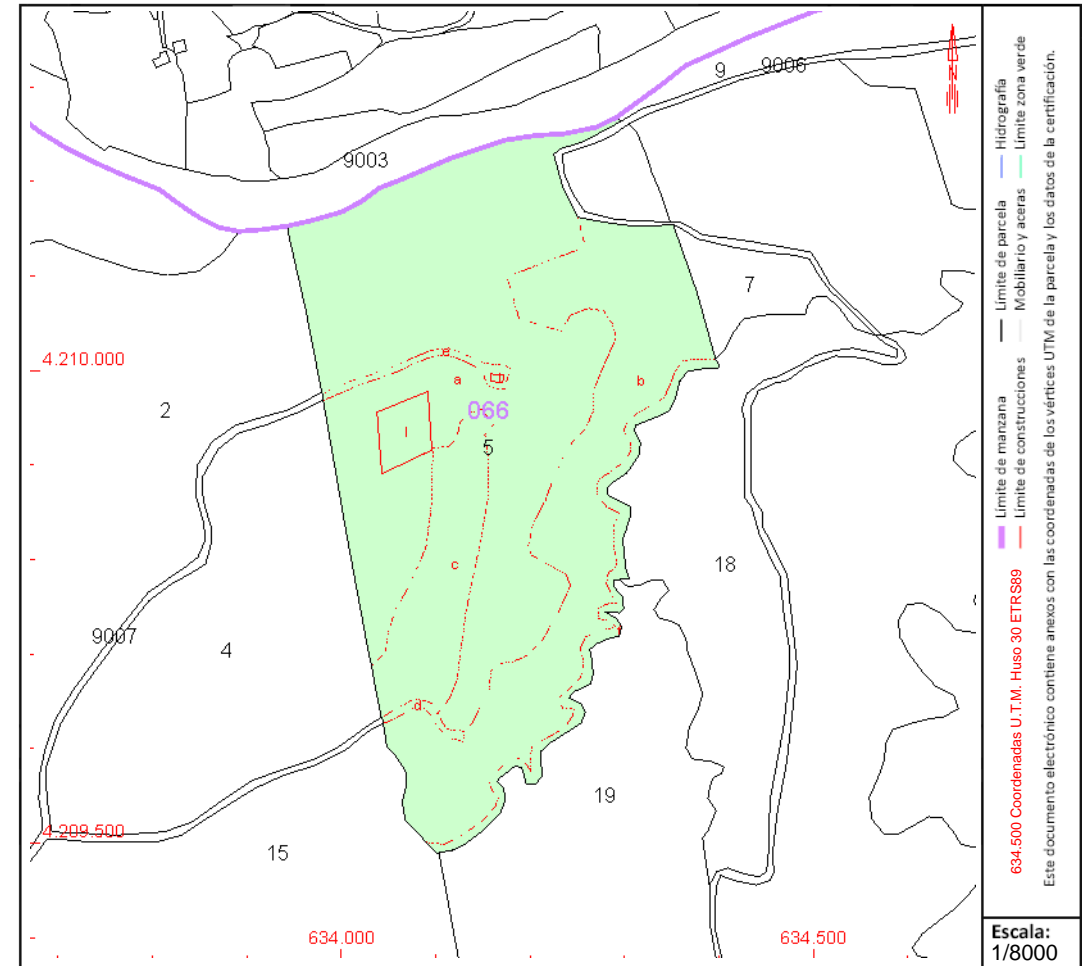 9
9006
9003
7
4.210.000
e
a
b
2
066
I
5
c
18
9007
4
d
19
4.209.500
15
634.000
634.500
N
Límite de manzana
Límite de parcela
Hidrografía
Límite de construcciones
Mobiliario y aceras
Límite zona verde
634.500 Coordenadas U.T.M. Huso 30 ETRS89
Este documento electrónico contiene anexos con las coordenadas de los vértices UTM de la parcela y los datos de la certificación.
Escala:
1/8000